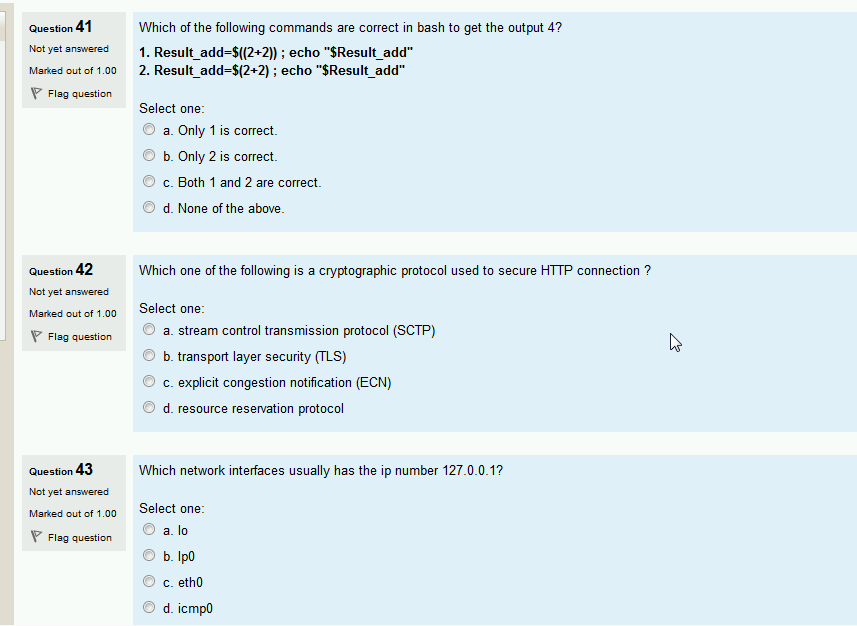 Question 41
Not yet answered
Marked out of 1.00
Flag question
Which of the following commands are correct in bash to get the output 4?
1. Result_add=$((2+2)) ; echo "$Result_add"
2. Result_add=$(2+2) ; echo "$Result_add"
Select one:
a. Only 1 is correct.
b. Only 2 is correct.
c. Both 1 and 2 are correct.
d. None of the above.
Question 42
Not yet answered
Marked out of 1.00
Flag question
Which one of the following is a cryptographic protocol used to secure HTTP connection ?
Select one:
a. stream control transmission protocol (SCTP)
b. transport layer security (TLS)
c. explicit congestion notification (ECN)
d. resource reservation protocol
Question 43
Not yet answered
Marked out of 1.00
Flag question
Which network interfaces usually has the ip number 127.0.0.1?
Select one:
a. lo
b. lp0
c. eth0
d. icmp0